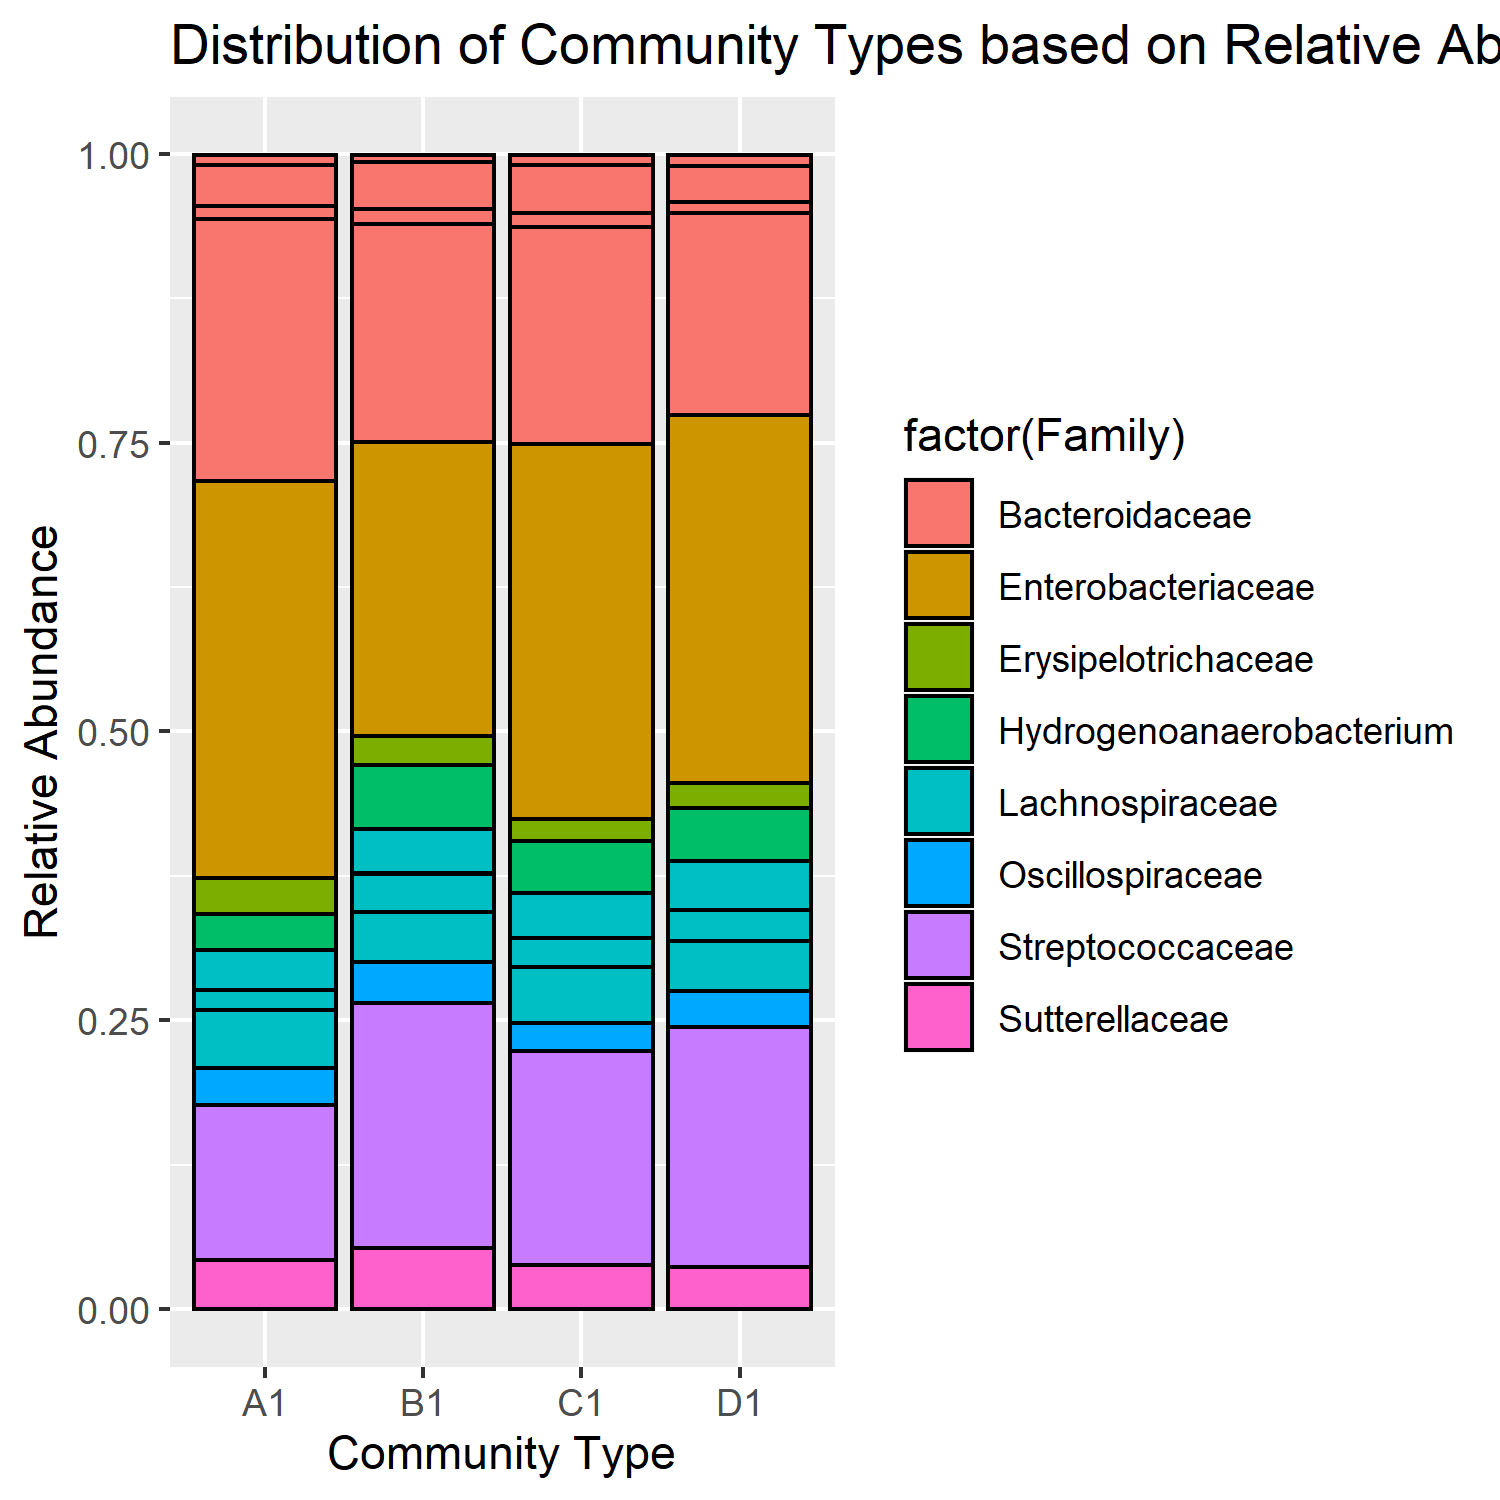 Distribution of Community Types based on Relative Ab
1.00
0.75
0.50
0.25
0.00
Relative Abundance
A1 B1 C1 D1
Community Type
factor(Family)
Bacteroidaceae
Enterobacteriaceae
Erysipelotrichaceae
Hydrogenoanaerobacterium
Lachnospiraceae
Oscillospiraceae
Streptococcaceae
Sutterellaceae